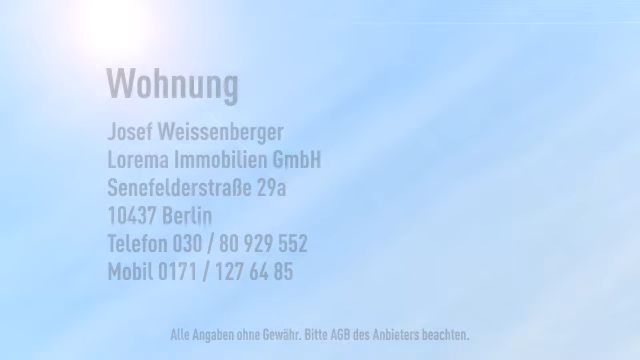 Wohnung
Josef Weissenberger
Lorema Immobilien GmbH
Senefelderstraße 29a
10437 Berlin
Telefon 030 / 80 929 552
Mobil 0171 / 127 64 85
Alle Angaben ohne Gewähr. Bitte AGB des Anbieters beachten.